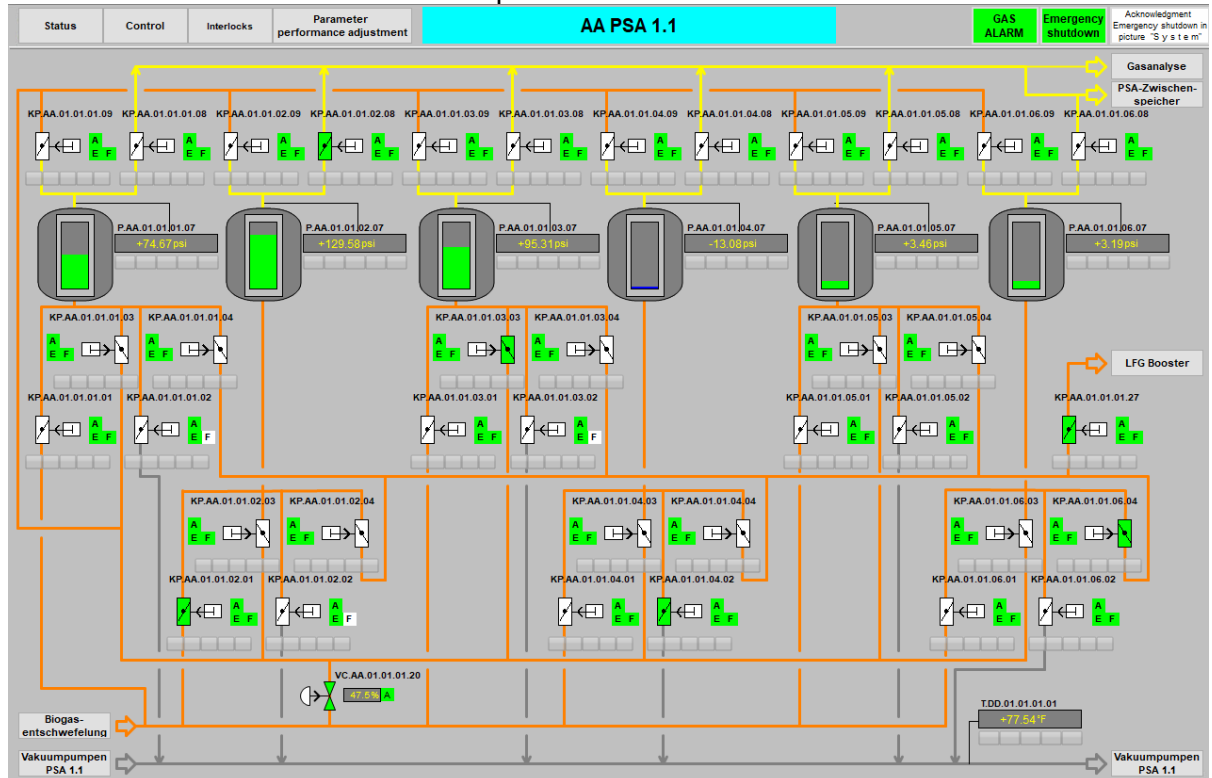 Status
Control
Interlocks
Parameter
performance adjustment
AA PSA 1.1
GAS
ALARM
Emergency
shutdown
Acknowledgment
Emergency shutdown in
picture "S y s t e m"
Gasanalyse
PSA-Zwischen-
speicher
KP.AA.01.01.01.09 KP.AA.01.01.01.08 KP.AA.01.01.02.09 KP.AA.01.01.02.08 KP.AA.01.01.03.09 KP.AA.01.01.03.08 KP.AA.01.01.04.09 KP.AA.01.01.04.08 KP.AA.01.01.05.09 KP.AA.01.01.05.08 KP.AA.01.01.06.09 KP.AA.01.01.06.08
A A A A A A A A A A A A
E F E F E F E F E F E F E F E F E F E F E F E F
P.AA.01.01.01.07 P.AA.01.01.02.07 P.AA.01.01.03.07 P.AA.01.01.04.07 P.AA.01.01.05.07 P.AA.01.01.06.07
+74.67psi +129.58psi +95.31psi -13.08psi +3.46psi +3.19psi
KP.AA.01.01.01.03 KP.AA.01.01.01.04 KP.AA.01.01.03.03 KP.AA.01.01.03.04 KP.AA.01.01.05.03 KP.AA.01.01.05.04
A A A A A A
E F E F E F E F E F E F
LFG Booster
KP.AA.01.01.01.01 KP.AA.01.01.01.02 KP.AA.01.01.03.01 KP.AA.01.01.03.02 KP.AA.01.01.05.01 KP.AA.01.01.05.02 KP.AA.01.01.01.27
A A A A A A A
E F E F E F E F E F E F E F
KP.AA.01.01.02.03 KP.AA.01.01.02.04 KP.AA.01.01.04.03 KP.AA.01.01.04.04 KP.AA.01.01.06.03 KP.AA.01.01.06.04
A A A A A A
E F E F E F E F E F E F
KP.AA.01.01.02.01 KP.AA.01.01.02.02 KP.AA.01.01.04.01 KP.AA.01.01.04.02 KP.AA.01.01.06.01 KP.AA.01.01.06.02
A A A A A A
E F E F E F E F E F E F
VC.AA.01.01.01.20
47.5% A
T.DD.01.01.01.01
+77.54°F
Biogas-
entschwefelung
Vakuumpumpen
PSA 1.1
Vakuumpumpen
PSA 1.1